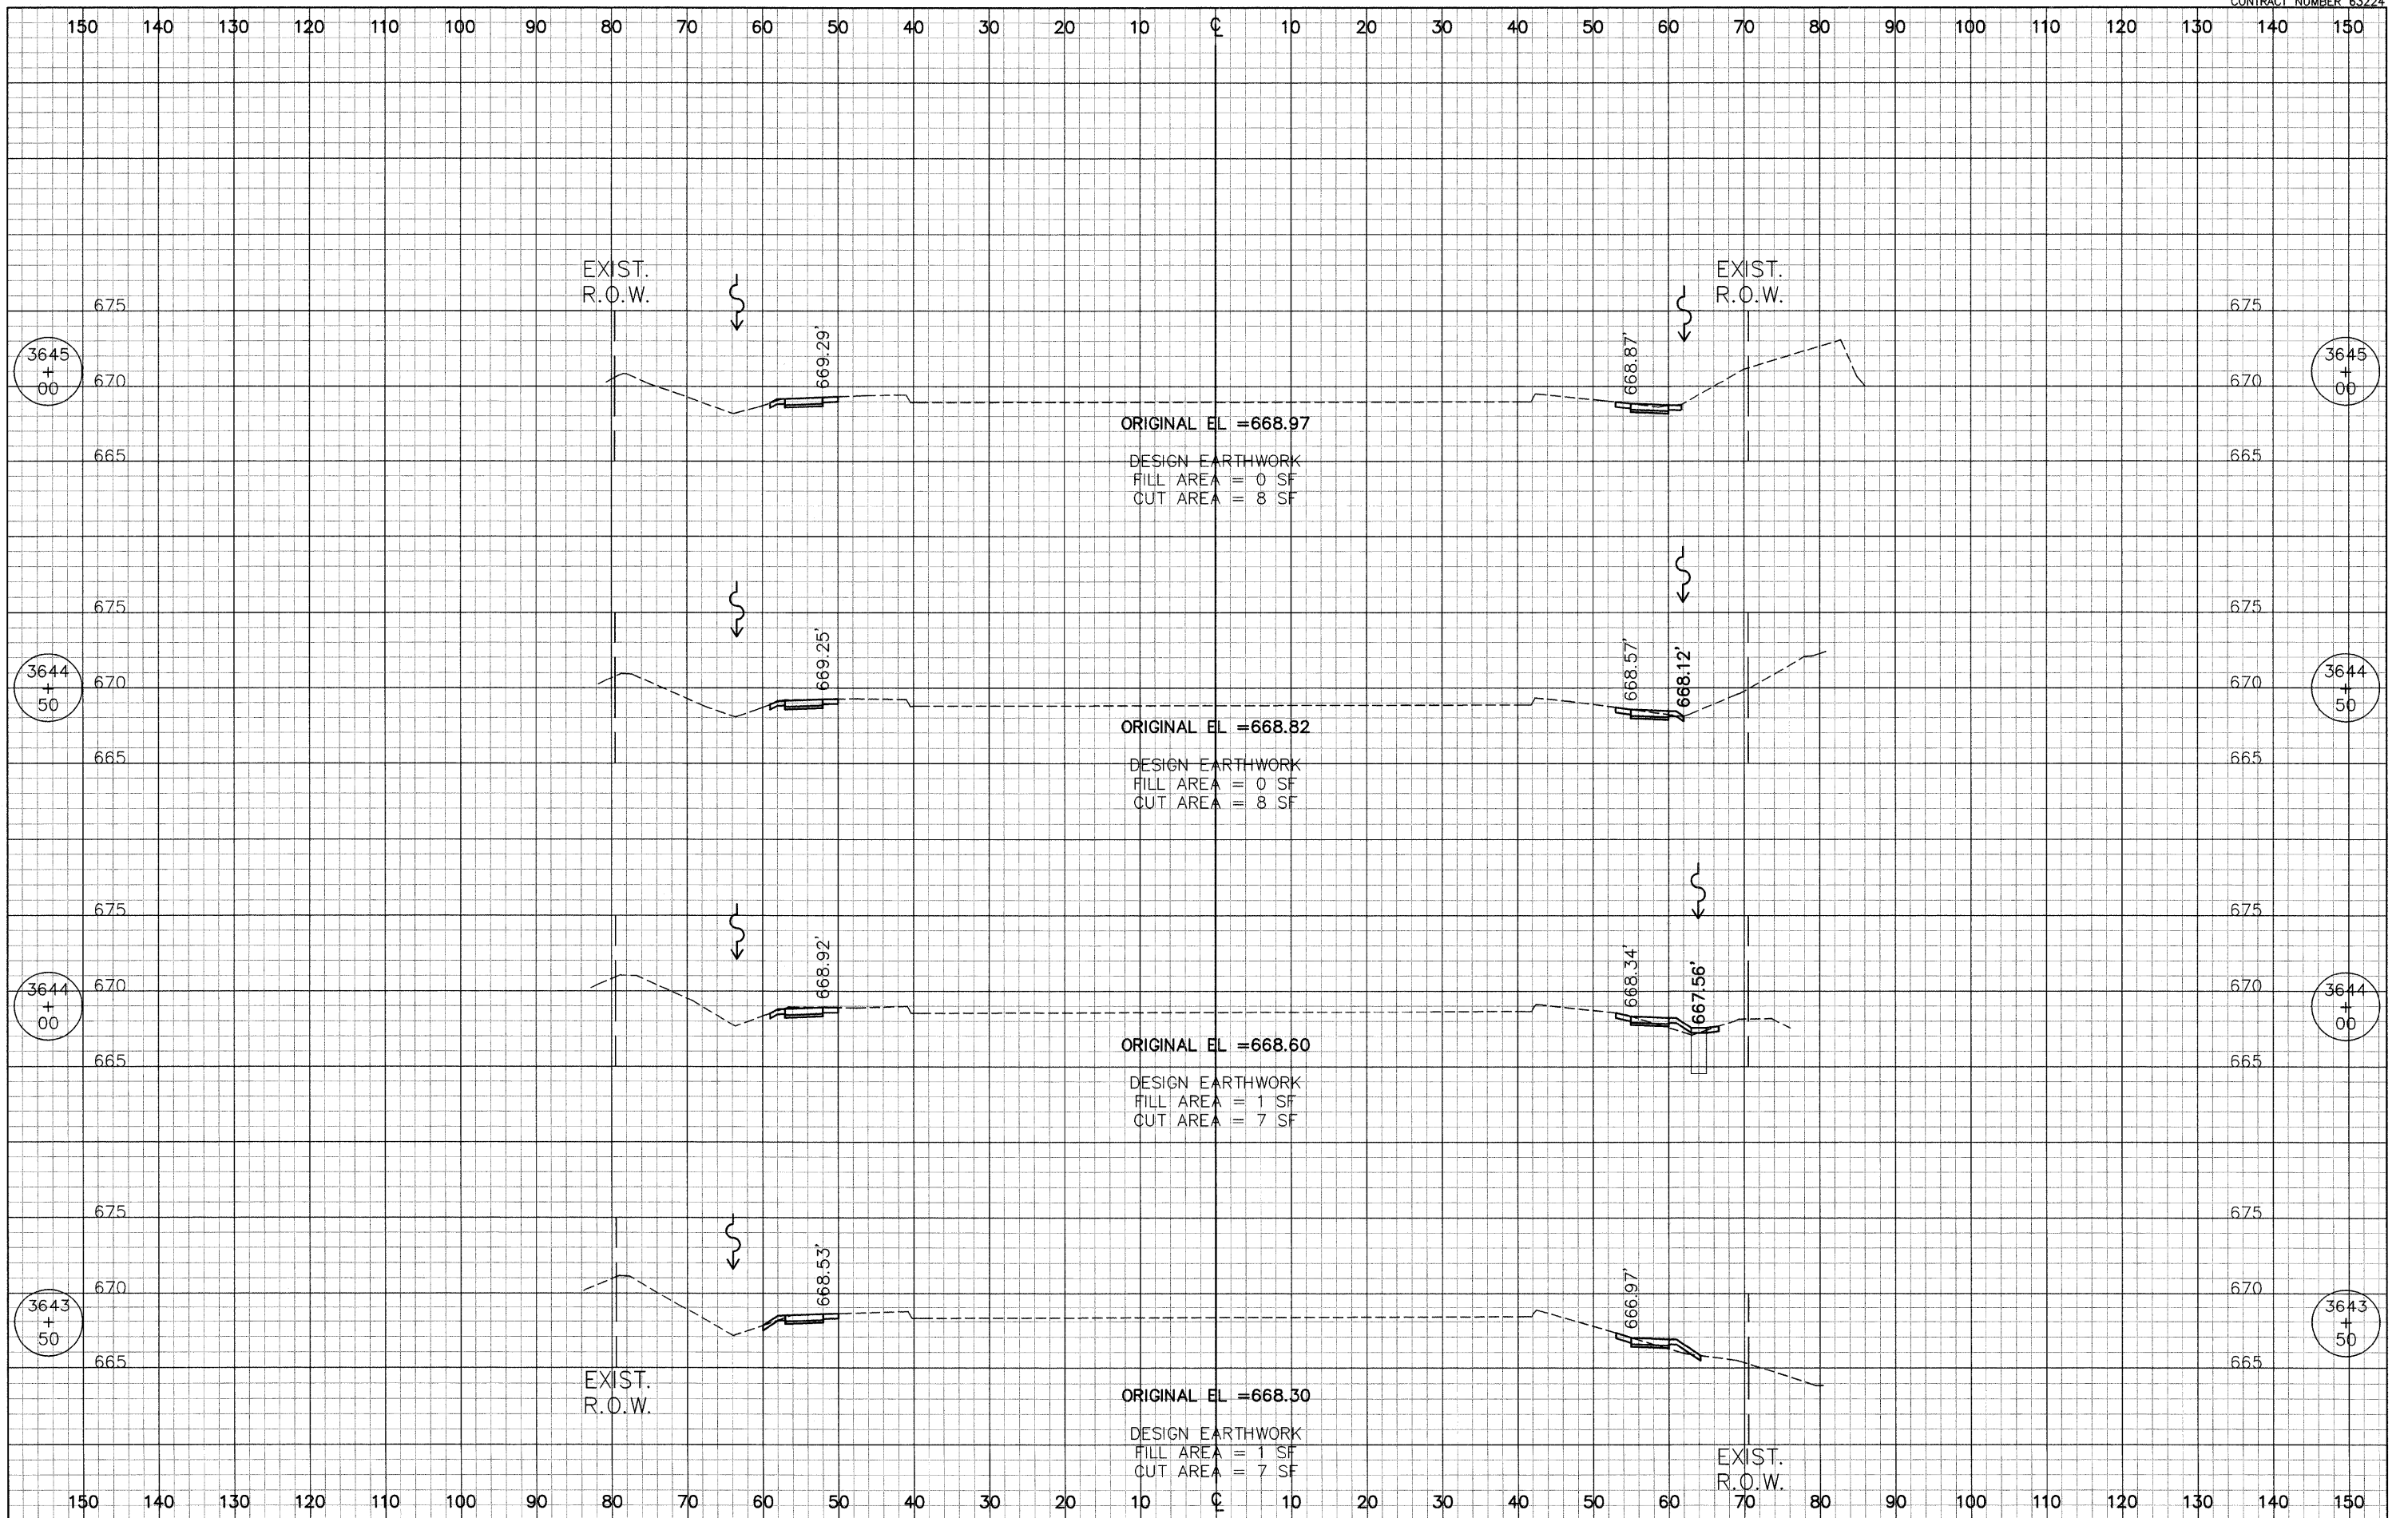 CONTRACT NUMBER 63224
150 140 130 120 110 100 90 80 70 60 50 40 30 20 10 ℄ 10 20 30 40 50 60 70 80 90 100 110 120 130 140 150
EXIST. EXIST.
R.O.W. R.O.W.
675 675
669.29' 668.87'
3645 3645
+ +
00 00
670 670
ORIGINAL EL =668.97
665 665
DESIGN EARTHWORK
FILL AREA = 0 SF
CUT AREA = 8 SF
675 675
669.25' 668.57' 668.12'
3644 3644
+ +
50 50
670 670
ORIGINAL EL =668.82
665 665
DESIGN EARTHWORK
FILL AREA = 0 SF
CUT AREA = 8 SF
675 675
668.92' 668.34' 667.56'
3644 3644
+ +
00 00
670 670
ORIGINAL EL =668.60
665 665
DESIGN EARTHWORK
FILL AREA = 1 SF
CUT AREA = 7 SF
675 675
668.53' 666.97'
670 670
3643 3643
+ +
50 50
665 665
EXIST.
R.O.W.
ORIGINAL EL =668.30
DESIGN EARTHWORK
FILL AREA = 1 SF
CUT AREA = 7 SF
EXIST.
R.O.W.
150 140 130 120 110 100 90 80 70 60 50 40 30 20 10 ℄ 10 20 30 40 50 60 70 80 90 100 110 120 130 140 150